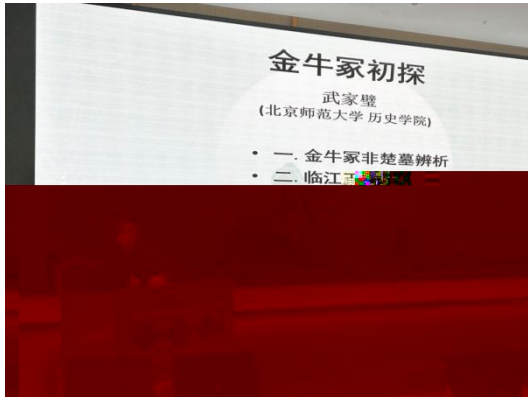 金牛冢初探
武家璧
(北京师范大学 历史学院)
• 一. 金牛冢非楚墓辨析
• 二. 临江